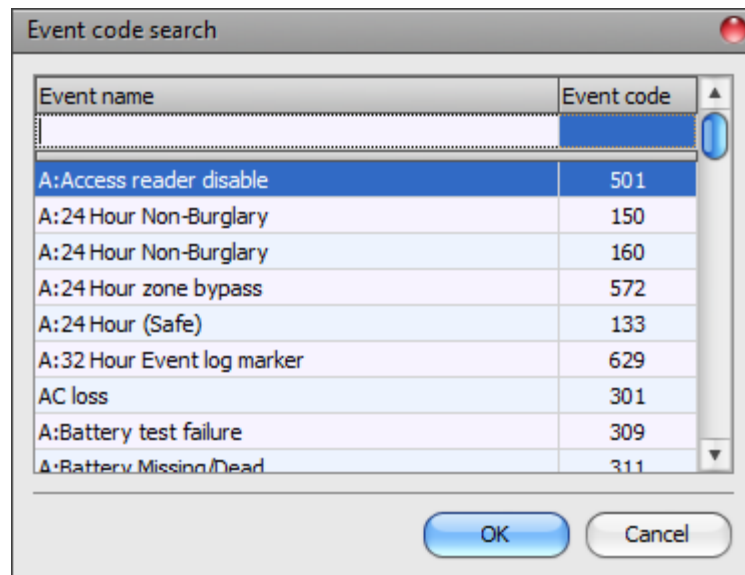 Event code search
Event name Event code
A:Access reader disable 501
A:24 Hour Non-Burglary 150
A:24 Hour Non-Burglary 160
A:24 Hour zone bypass 572
A:24 Hour (Safe) 133
A:32 Hour Event log marker 629
AC loss 301
A:Battery test failure 309
A:Battery Missing/Dead 311
OK Cancel